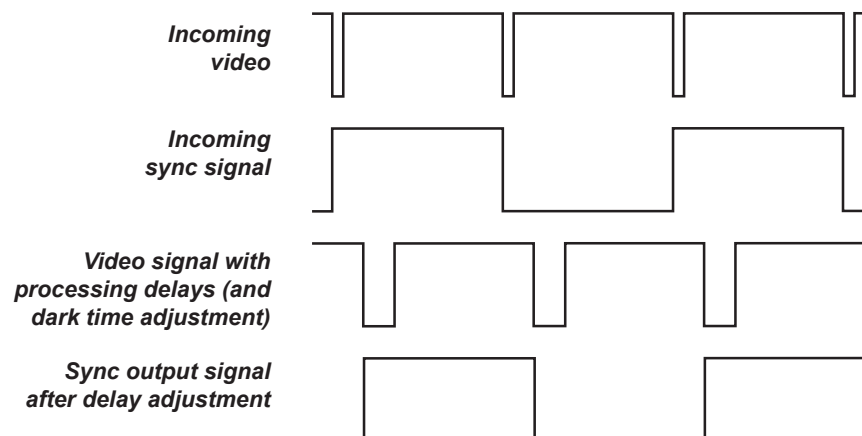 Incoming
video
Incoming
sync signal
Video signal with
processing delays (and
dark time adjustment)
Sync output signal
after delay adjustment